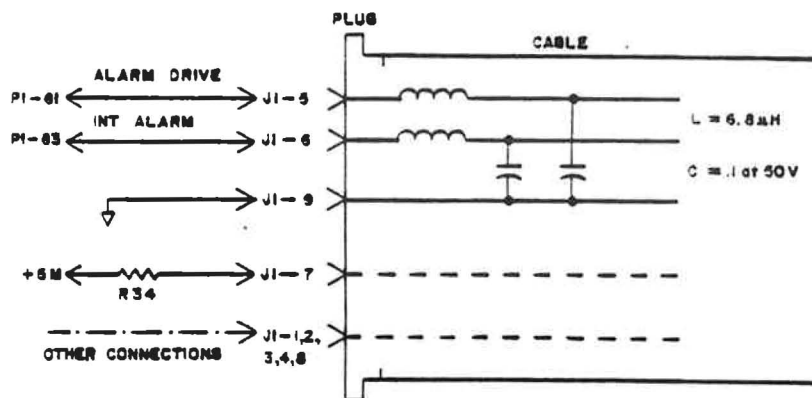 PLUG
CABLE
ALARM DRIVE
P1-61
J1-5
INT ALARM
P1-63
J1-6
L = 6.8µH
C = .1 at 50V
J1-9
+5M
R34
J1-7
OTHER CONNECTIONS
J1-1,2,
3,4,8